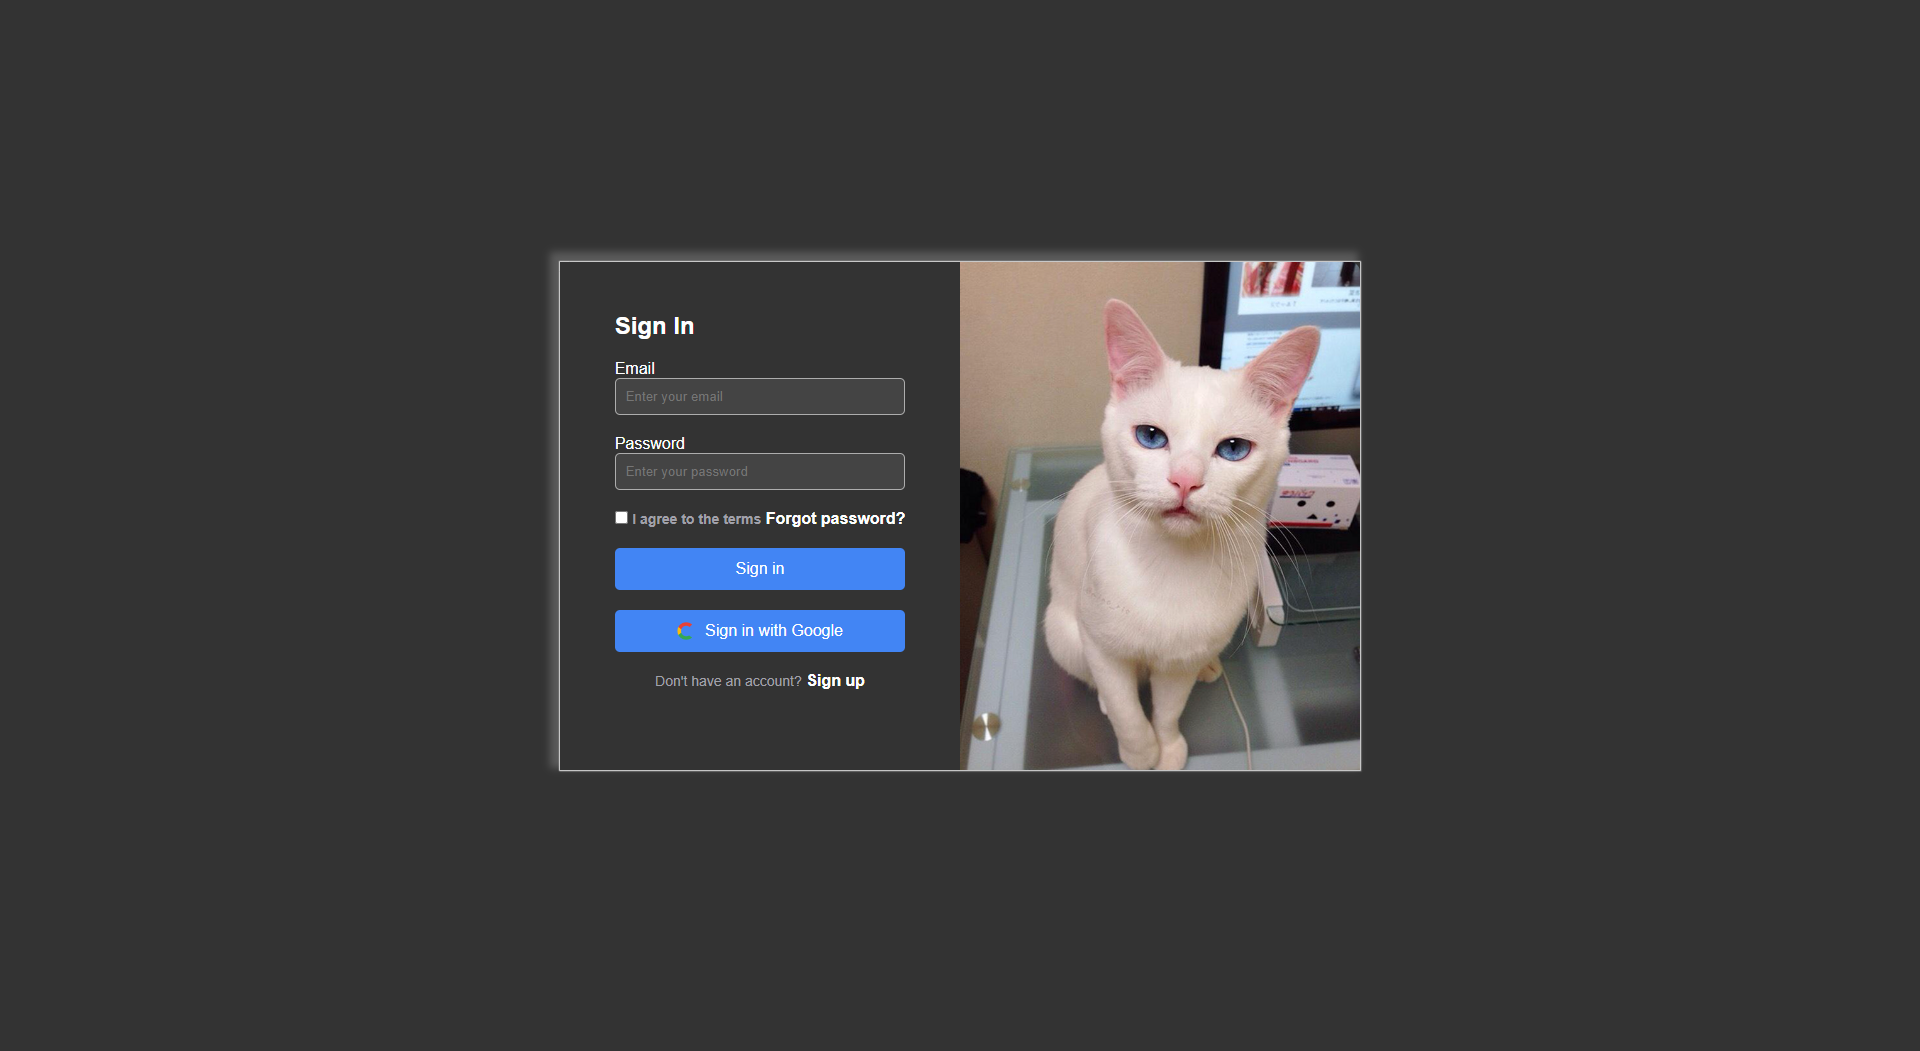 Sign In
Email
Enter your email
Password
Enter your password
I agree to the terms Forgot password?
Sign in
Sign in with Google
Don't have an account? Sign up